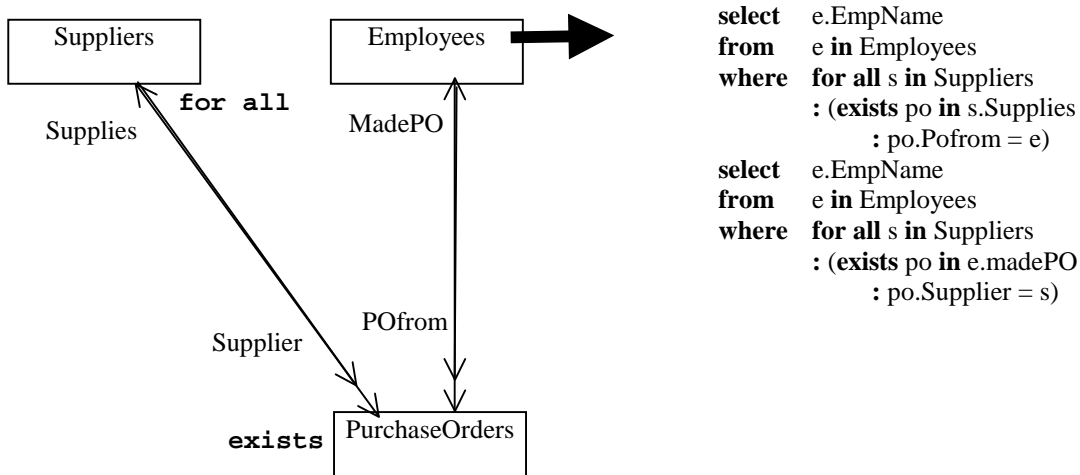 Suppliers
Employees
for all
Supplies
MadePO
POfrom
Supplier
exists
PurchaseOrders
select e.EmpName
from e in Employees
where for all s in Suppliers
: (exists po in s.Supplies
: po.Pofrom = e)
select e.EmpName
from e in Employees
where for all s in Suppliers
: (exists po in e.madePO
: po.Supplier = s)